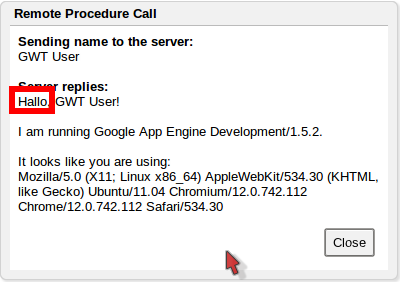 Remote Procedure Call
Sending name to the server:
GWT User
Server replies:
Hallo, GWT User!
I am running Google App Engine Development/1.5.2.
It looks like you are using:
Mozilla/5.0 (X11; Linux x86_64) AppleWebKit/534.30 (KHTML,
like Gecko) Ubuntu/11.04 Chromium/12.0.742.112
Chrome/12.0.742.112 Safari/534.30
Close